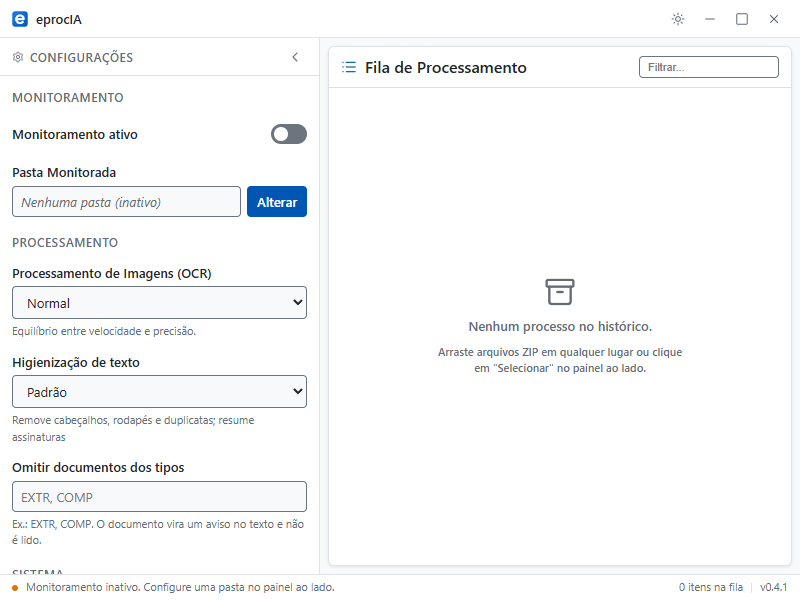 eprocIA
CONFIGURAÇÕES
MONITORAMENTO
Monitoramento ativo
Pasta Monitorada
Nenhuma pasta (inativo)
Alterar
PROCESSAMENTO
Processamento de Imagens (OCR)
Normal
Equilíbrio entre velocidade e precisão.
Higienização de texto
Padrão
Remove cabeçalhos, rodapés e duplicatas; resume
assinaturas
Omitir documentos dos tipos
EXTR, COMP
Ex.: EXTR, COMP. O documento vira um aviso no texto e não
é lido.
SISTEMA
Fila de Processamento
Filtrar...
Nenhum processo no histórico.
Arraste arquivos ZIP em qualquer lugar ou clique
em "Selecionar" no painel ao lado.
Monitoramento inativo. Configure uma pasta no painel ao lado.
0 itens na fila
v0.4.1